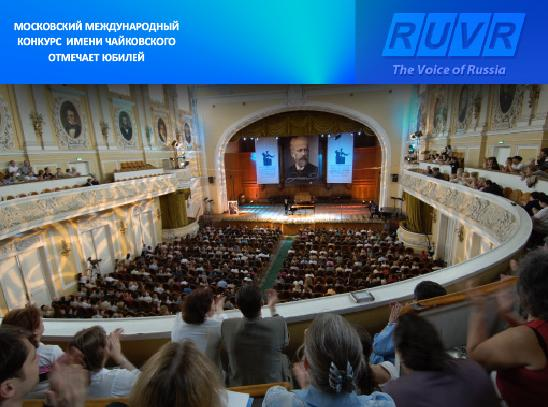 МОСКОВСКИЙ МЕЖДУНАРОДНЫЙ
КОНКУРС ИМЕНИ ЧАЙКОВСКОГО
ОТМЕЧАЕТ ЮБИЛЕЙ
RUVR
The Voice of Russia